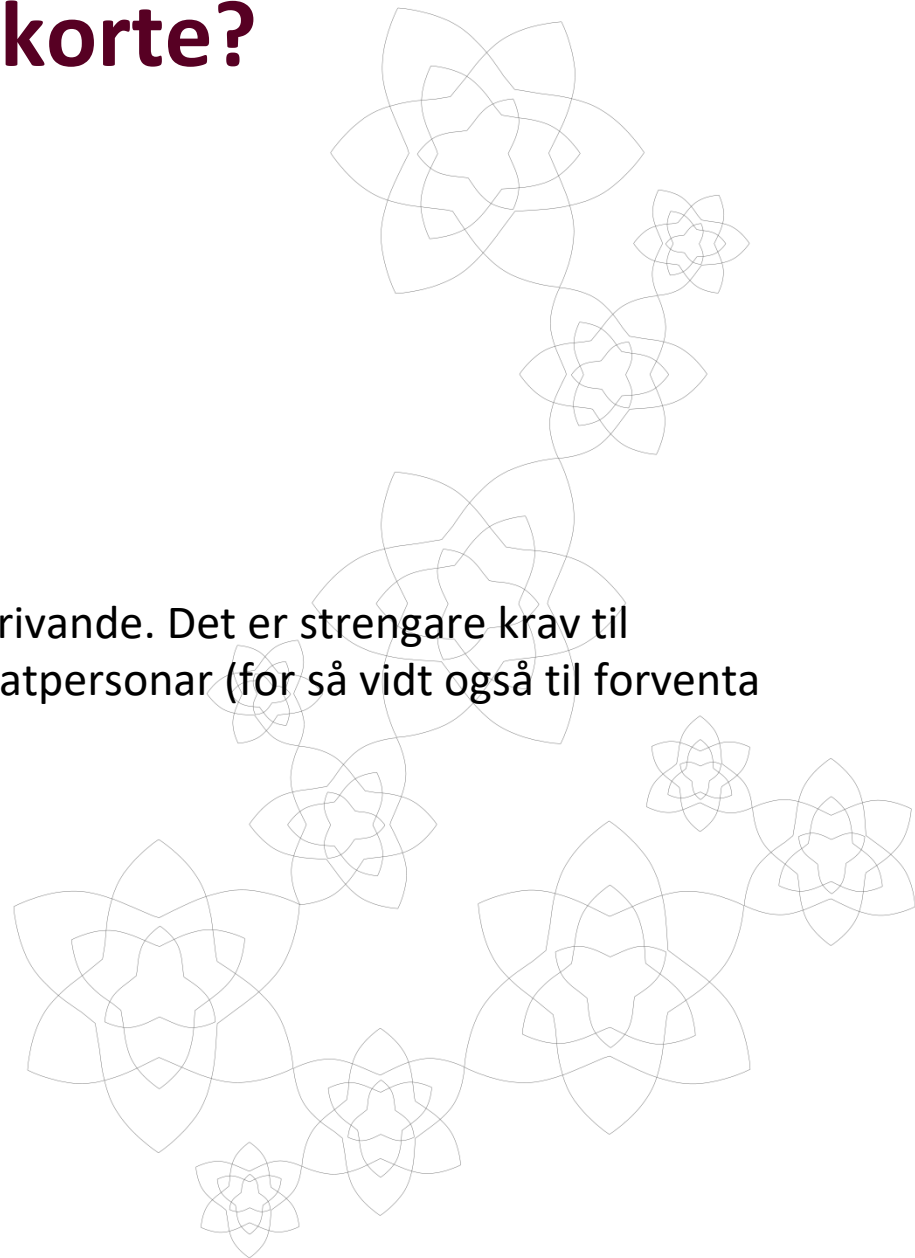 korte?
rivande. Det er strengare krav til
atpersonar (for så vidt også til forventa